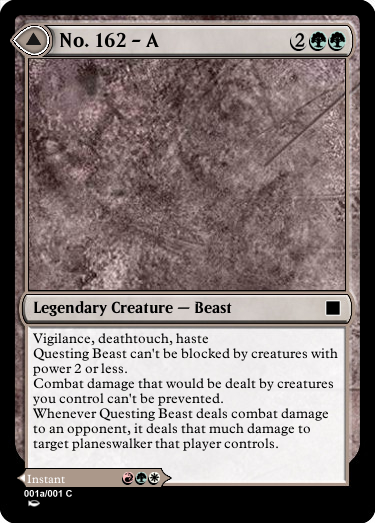 No. 162 – A 2
Legendary Creature — Beast
Vigilance, deathtouch, haste
Questing Beast can't be blocked by creatures with
power 2 or less.
Combat damage that would be dealt by creatures
you control can't be prevented.
Whenever Questing Beast deals combat damage
to an opponent, it deals that much damage to
target planeswalker that player controls.
Instant
001a/001 C